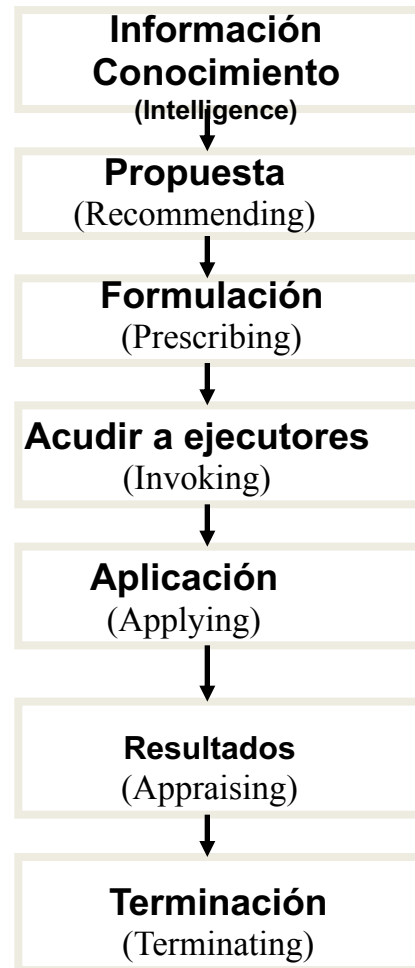 Información
Conocimiento
(Intelligence)
Propuesta
(Recommending)
Formulación
(Prescribing)
Acudir a ejecutores
(Invoking)
Aplicación
(Applying)
Resultados
(Appraising)
Terminación
(Terminating)